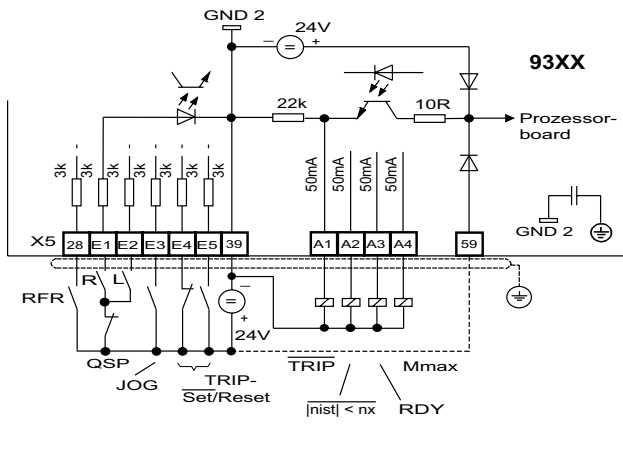 GND 2
24V
– = +
93XX
22k
10R
Prozessor-
board
3k 3k 3k 3k 3k 3k
50mA 50mA 50mA 50mA
GND 2
X5 28 E1 E2 E3 E4 E5 39 A1 A2 A3 A4 59
RFR R L
–
=
+
24V
QSP
JOG
TRIP-
Set/Reset
TRIP
Mmax
|nist| < nx
RDY